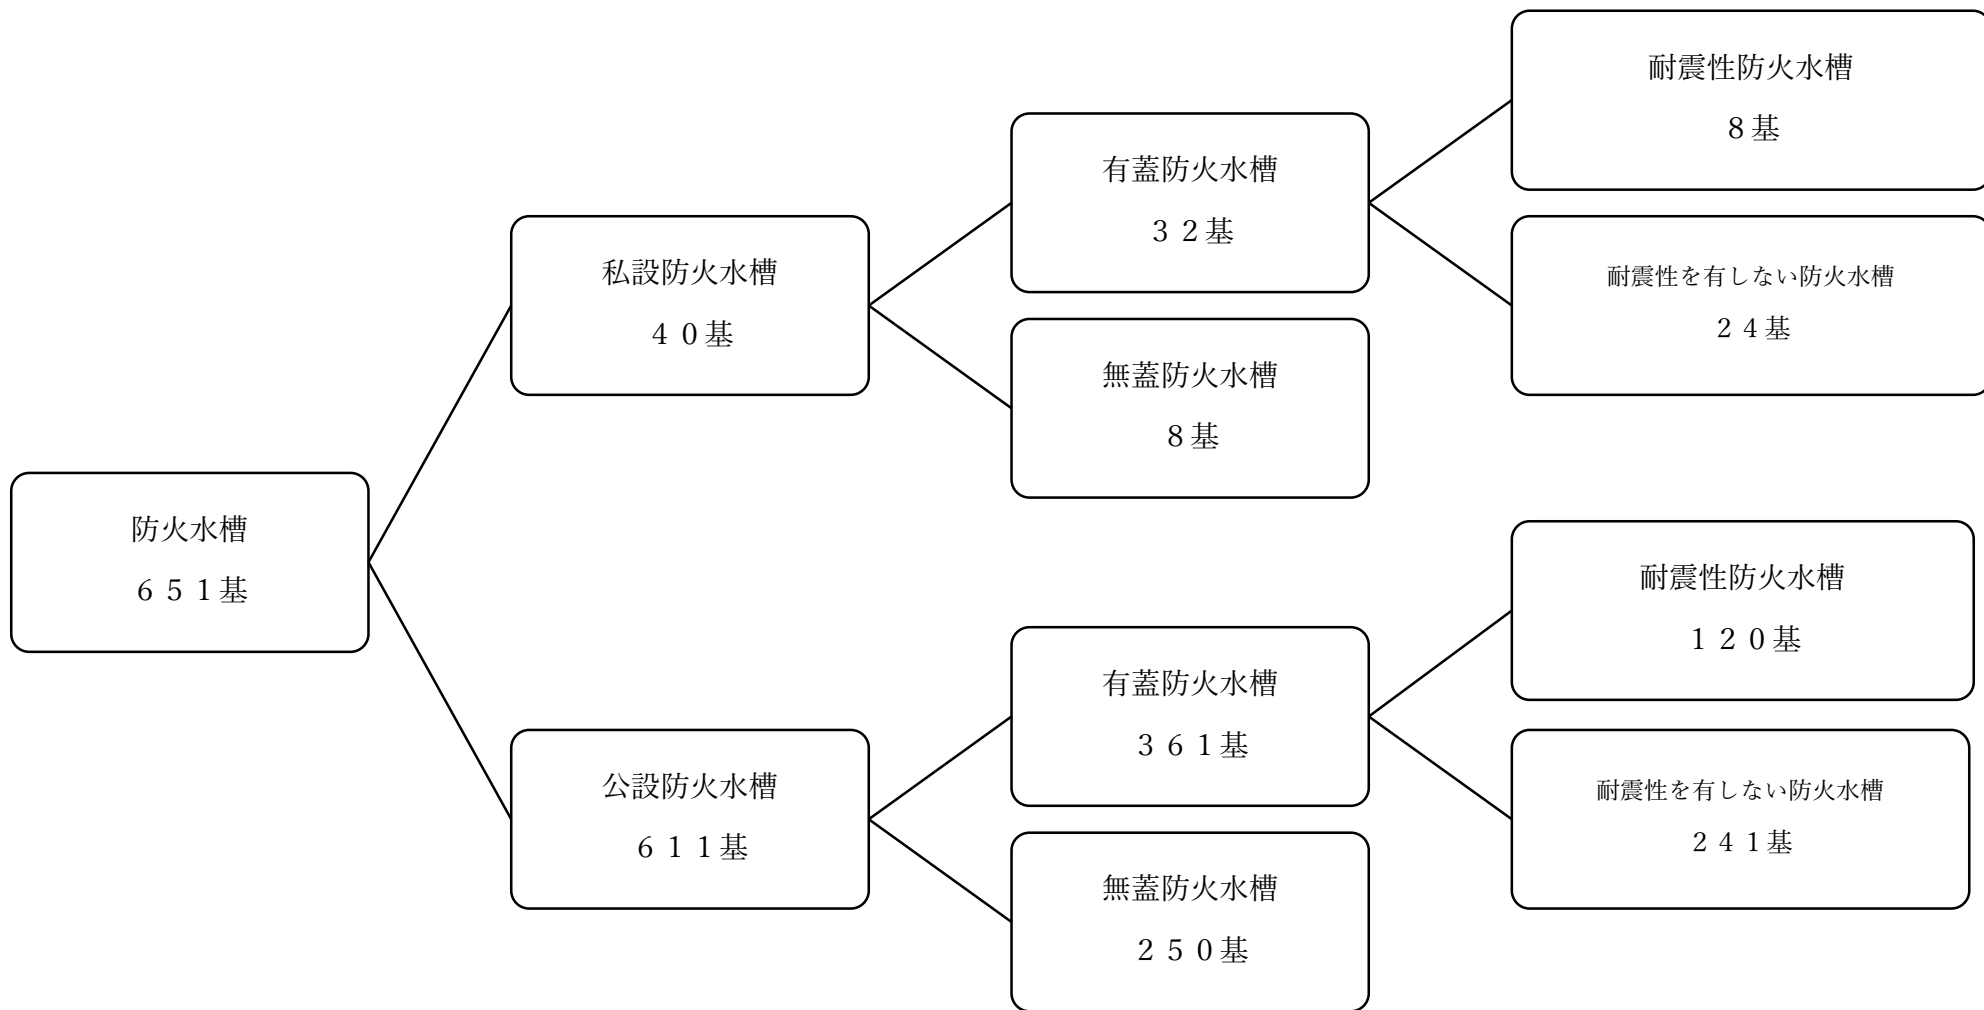 防火水槽
６５１基
私設防火水槽
４０基
有蓋防火水槽
３２基
耐震性防火水槽
８基
耐震性を有しない防火水槽
２４基
無蓋防火水槽
８基
公設防火水槽
６１１基
有蓋防火水槽
３６１基
耐震性防火水槽
１２０基
耐震性を有しない防火水槽
２４１基
無蓋防火水槽
２５０基